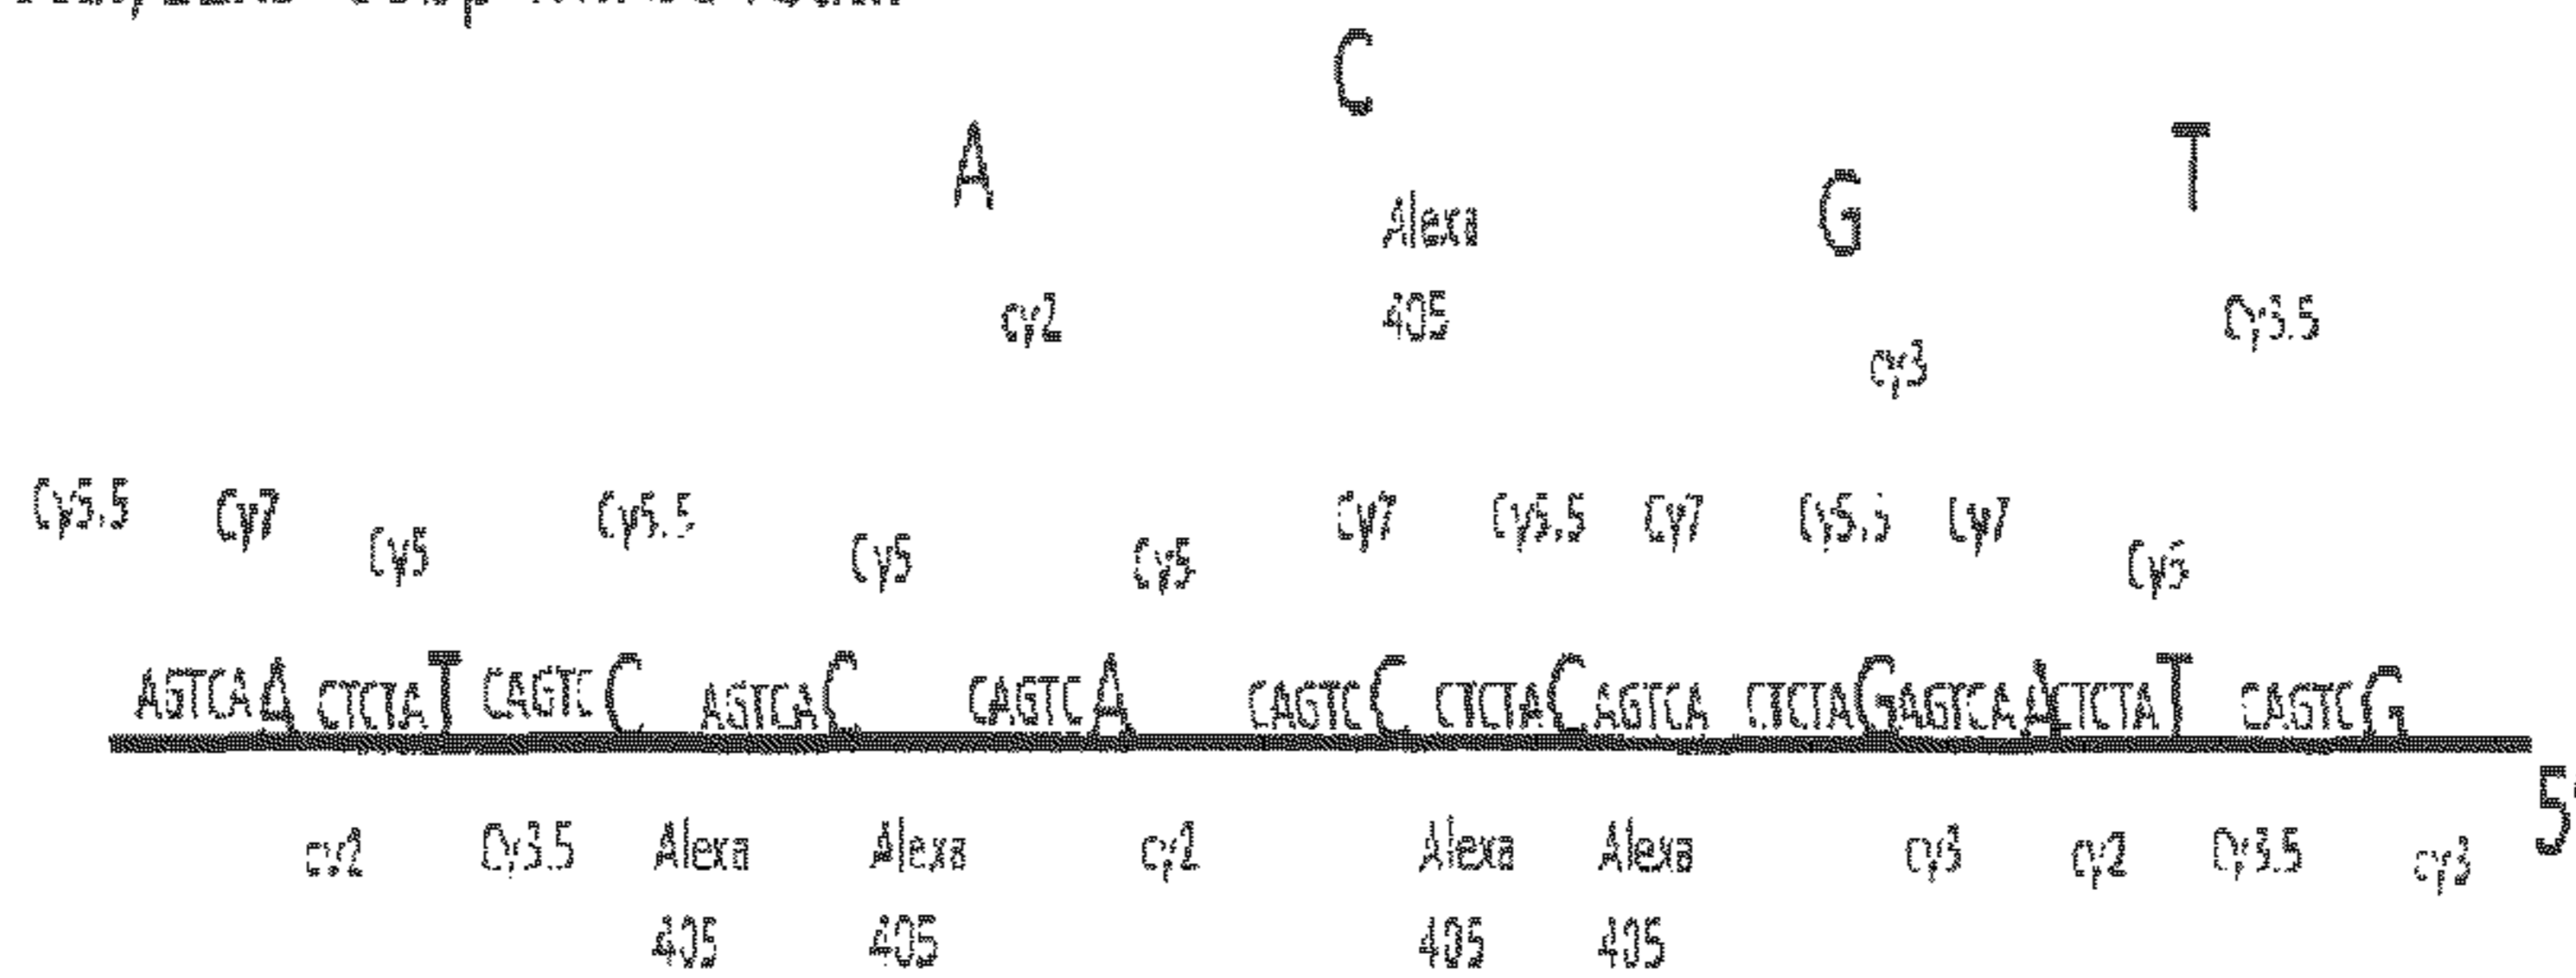 C
A T
G
Alexa
cy2 405 Cy3.5
cy3
Cy5.5 Cy7 Cy5.5 Cy7 Cy5.5 Cy7 Cy5.5 Cy7
Cy5 Cy5 Cy5 Cy5
AGTCA A CTCTA T CAGTC C AGTCA C CAGTC A CAGTC C CTCTA C AGTCA CTCTA G AGTCA A CTCTA T CAGTC G
5
cy2 Cy3.5 Alexa Alexa cy2 Alexa Alexa cy3 cy2 Cy3.5 cy3
405 405 405 405